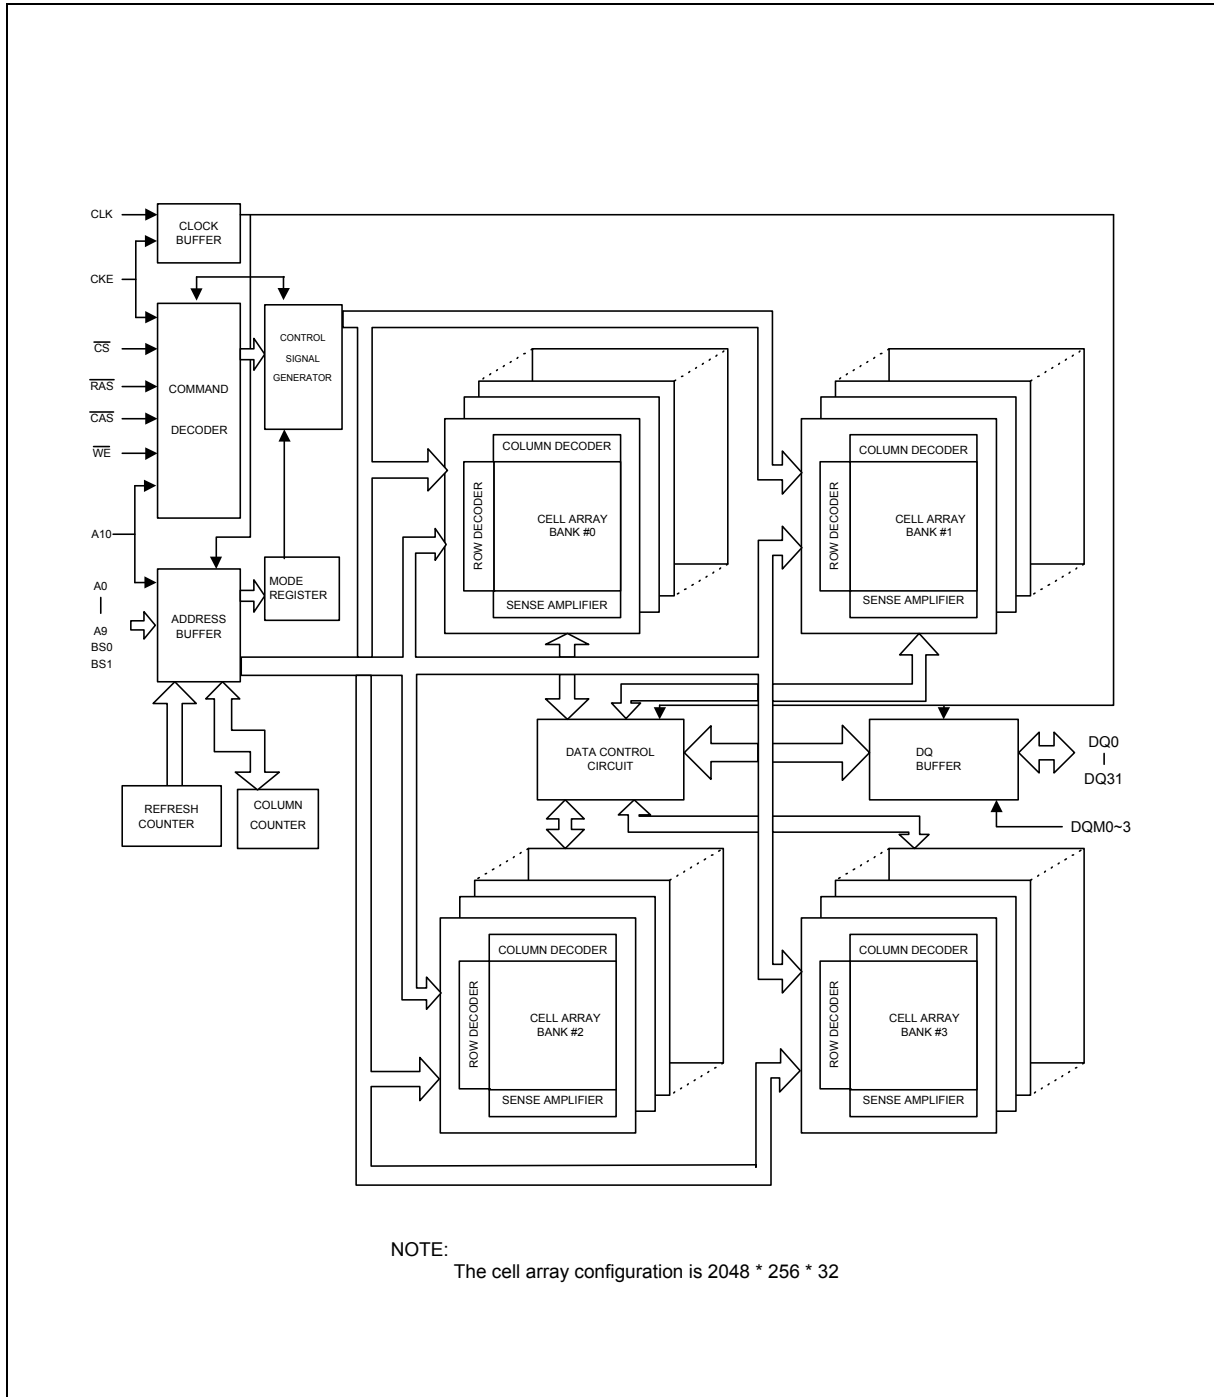 CLK
CLOCK
BUFFER
CKE
CONTROL
SIGNAL
GENERATOR
CS
RAS
COMMAND
CAS
DECODER
WE
A10
A0
A9
BS0
BS1
ADDRESS
BUFFER
MODE
REGISTER
REFRESH
COUNTER
COLUMN
COUNTER
COLUMN DECODER
ROW DECODER
CELL ARRAY
BANK #0
SENSE AMPLIFIER
COLUMN DECODER
ROW DECODER
CELL ARRAY
BANK #1
SENSE AMPLIFIER
DATA CONTROL
CIRCUIT
DQ
BUFFER
DQ0
DQ31
DQM0~3
COLUMN DECODER
ROW DECODER
CELL ARRAY
BANK #2
SENSE AMPLIFIER
COLUMN DECODER
ROW DECODER
CELL ARRAY
BANK #3
SENSE AMPLIFIER
NOTE:
The cell array configuration is 2048 * 256 * 32